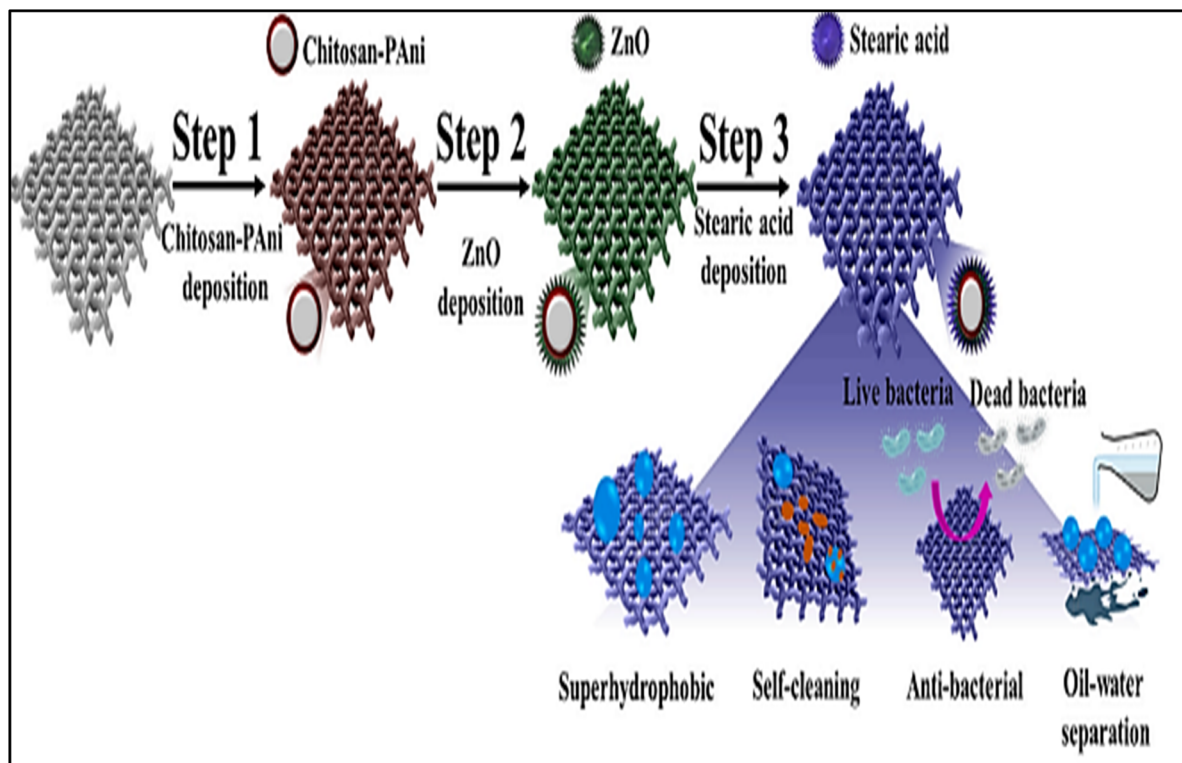 Chitosan-PAni
ZnO
Stearic acid
Step 1
Chitosan-PAni
deposition
Step 2
ZnO
deposition
Step 3
Stearic acid
deposition
Live bacteria
Dead bacteria
Superhydrophobic
Self-cleaning
Anti-bacterial
Oil-water
separation